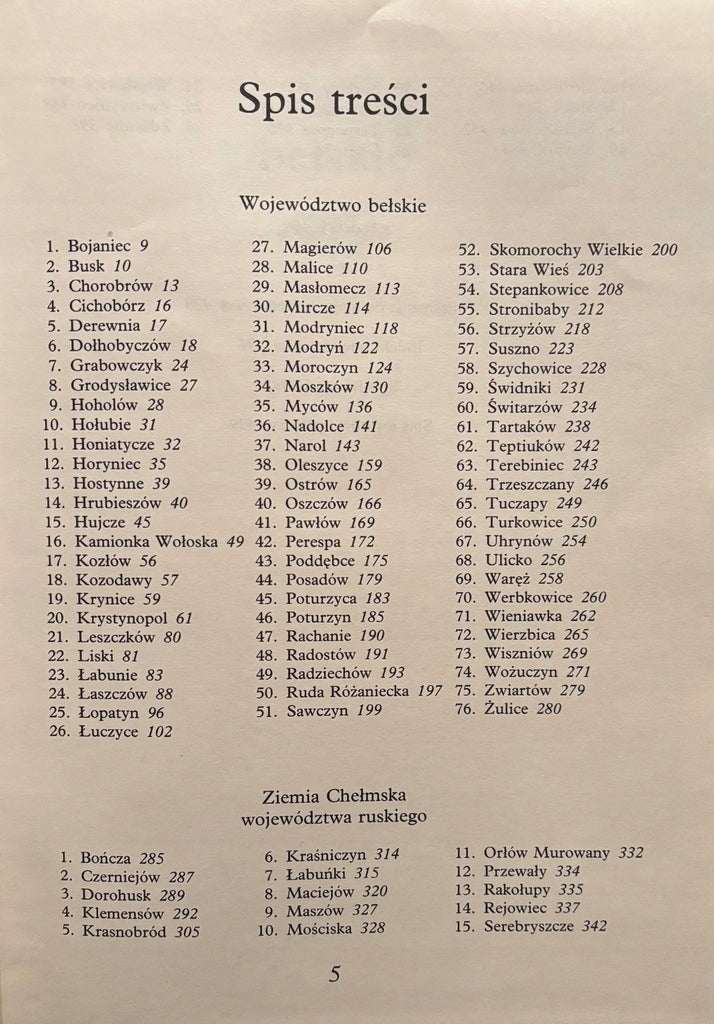 Spis treści
Województwo bełskie
1. Bojaniec 9
2. Busk 10
3. Chorobrów 13
4. Cichobórz 16
5. Derewnia 17
6. Dołhobyczów 18
7. Grabowczyk 24
8. Grodysławice 27
9. Hoholów 28
10. Hołubie 31
11. Honiatycze 32
12. Horyniec 35
13. Hostynne 39
14. Hrubieszów 40
15. Hujcze 45
16. Kamionka Wołoska 49
17. Kozłów 56
18. Kozodawy 57
19. Krynice 59
20. Krystynopol 61
21. Leszczków 80
22. Liski 81
23. Łabunie 83
24. Łaszczów 88
25. Łopatyn 96
26. Łuczyce 102
27. Magierów 106
28. Malice 110
29. Masłomecz 113
30. Mircze 114
31. Modryniec 118
32. Modryń 122
33. Moroczyn 124
34. Moszków 130
35. Myców 136
36. Nadolce 141
37. Narol 143
38. Oleszyce 159
39. Ostrów 165
40. Oszczów 166
41. Pawłów 169
42. Perespa 172
43. Poddębce 175
44. Posadów 179
45. Poturzyca 183
46. Poturzyn 185
47. Rachanie 190
48. Radostów 191
49. Radziechów 193
50. Ruda Różaniecka 197
51. Sawczyn 199
52. Skomorochy Wielkie 200
53. Stara Wieś 203
54. Stepankowice 208
55. Stronibaby 212
56. Strzyżów 218
57. Suszno 223
58. Szychowice 228
59. Świdniki 231
60. Świtarzów 234
61. Tartaków 238
62. Teptiuków 242
63. Terebiniec 243
64. Trzeszczany 246
65. Tuczapy 249
66. Turkowice 250
67. Uhrynów 254
68. Ulicko 256
69. Waręż 258
70. Werbkowice 260
71. Wieniawka 262
72. Wierzbica 265
73. Wiszniów 269
74. Wożuczyn 271
75. Zwiartów 279
76. Żulice 280
Ziemia Chełmska
województwa ruskiego
1. Bończa 285
2. Czerniejów 287
3. Dorohusk 289
4. Klemensów 292
5. Krasnobród 305
6. Kraśniczyn 314
7. Łabuńki 315
8. Maciejów 320
9. Maszów 327
10. Mościska 328
11. Orłów Murowany 332
12. Przewały 334
13. Rakołupy 335
14. Rejowiec 337
15. Serebryszcze 342
5